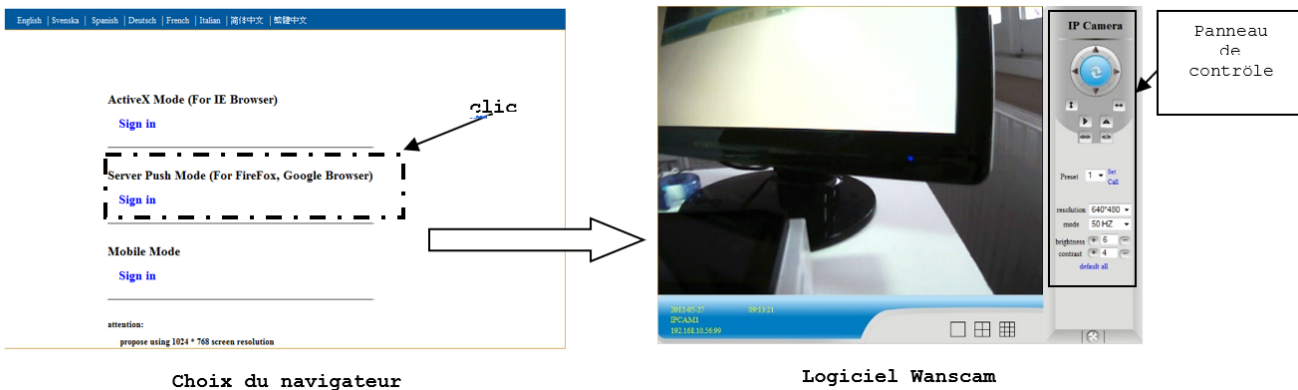 English | Svenska | Spanish | Deutsch | French | Italian | 简体中文 | 繁體中文
ActiveX Mode (For IE Browser)
Sign in
clic
Server Push Mode (For FireFox, Google Browser)
Sign in
Mobile Mode
Sign in
attention:
propose using 1024 * 768 screen resolution
Choix du navigateur
IP Camera
Preset 1 Set
Call
resolution 640*480
mode 50 HZ
brightness 6
contrast 4
default all
2012-05-27 09:13:21
IPCAM1
192.168.10.56:99
Logiciel Wanscam
Panneau
de
contröle